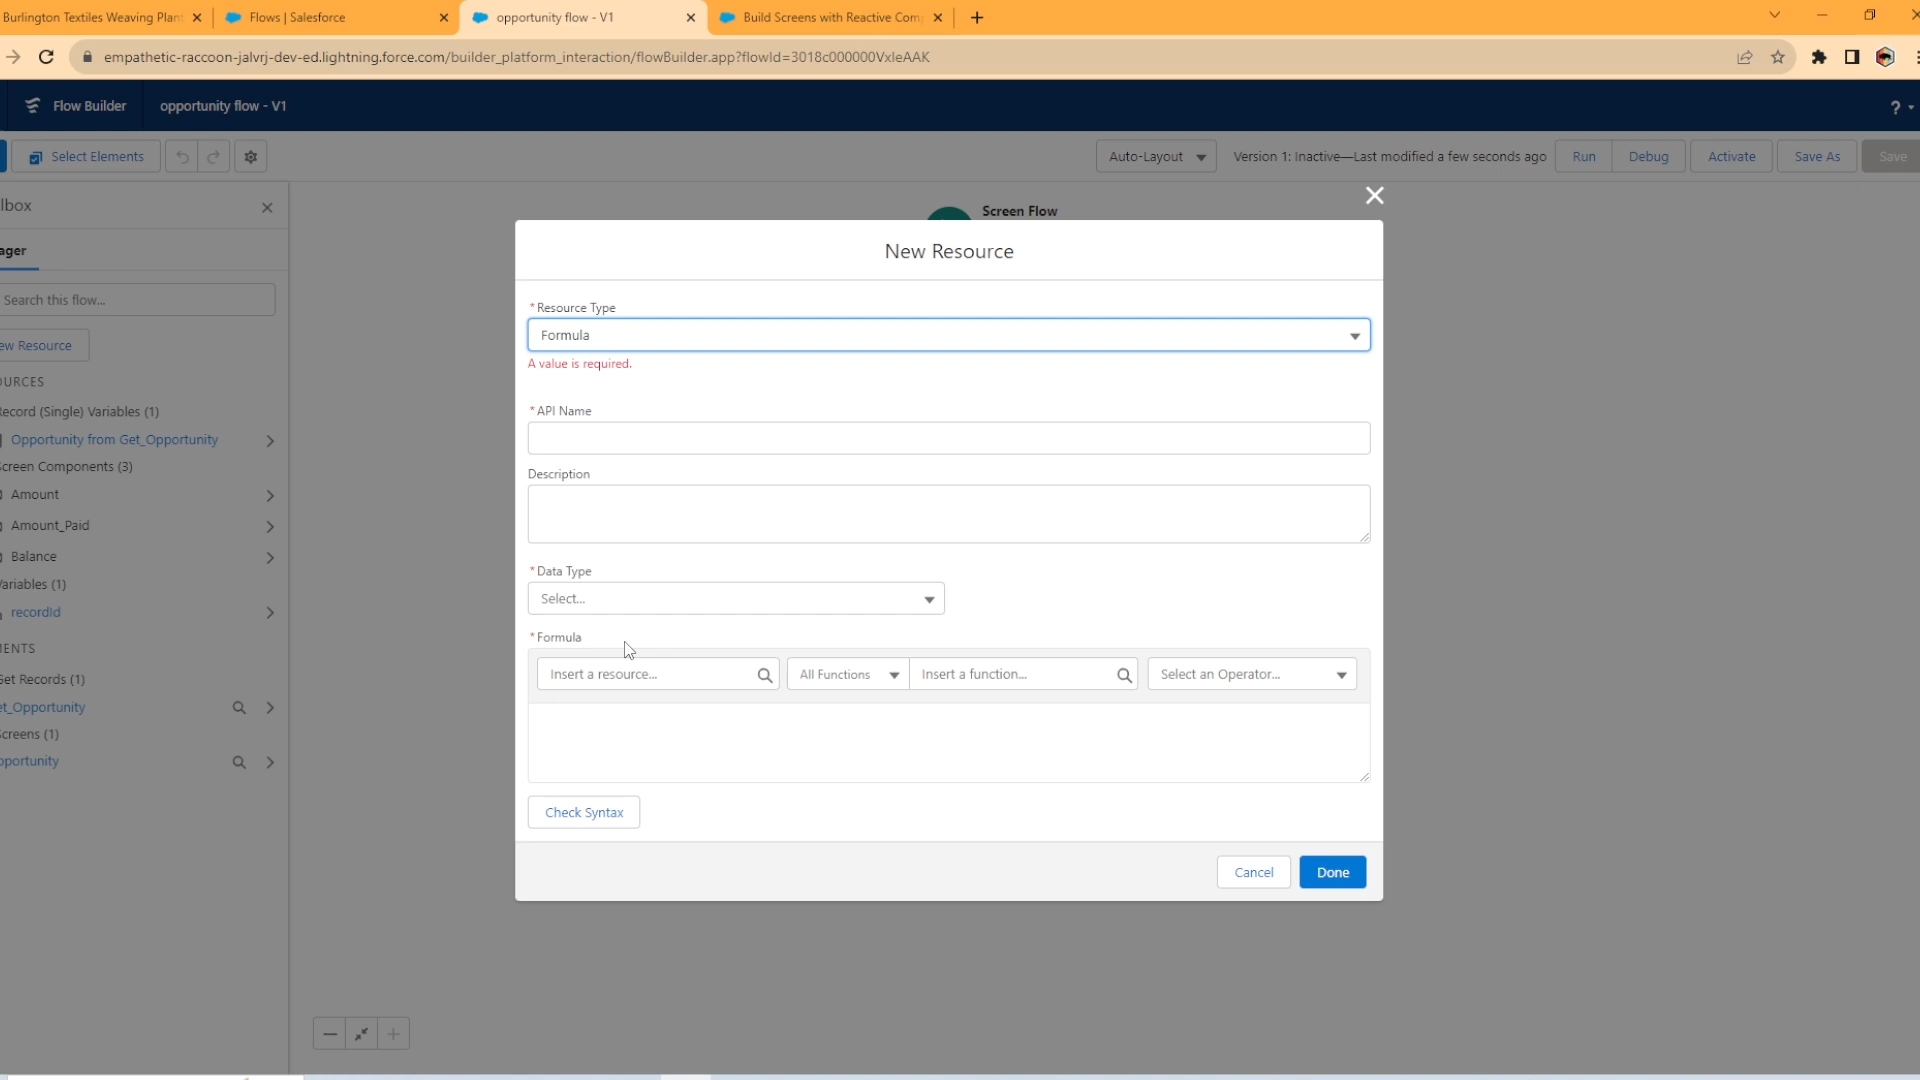 Burlington Textiles Weaving Plan
Flows | Salesforce
opportunity flow - V1
Build Screens with Reactive Com
empathetic-raccoon-jalvrj-dev-ed.lightning.force.com/builder_platform_interaction/flowBuilder.app?flowId=3018c000000VxleAAK
Flow Builder
opportunity flow - V1
?
Select Elements
Auto-Layout
Version 1: Inactive—Last modified a few seconds ago
Run
Debug
Activate
Save As
Save
lbox
ager
Search this flow...
ew Resource
OURCES
ecord (Single) Variables (1)
Opportunity from Get_Opportunity
creen Components (3)
Amount
Amount_Paid
Balance
ariables (1)
recordId
MENTS
Get Records (1)
et_Opportunity
creens (1)
pportunity
Screen Flow
New Resource
* Resource Type
Formula
A value is required.
* API Name
Description
* Data Type
Select...
* Formula
Insert a resource...
All Functions
Insert a function...
Select an Operator...
Check Syntax
Cancel
Done